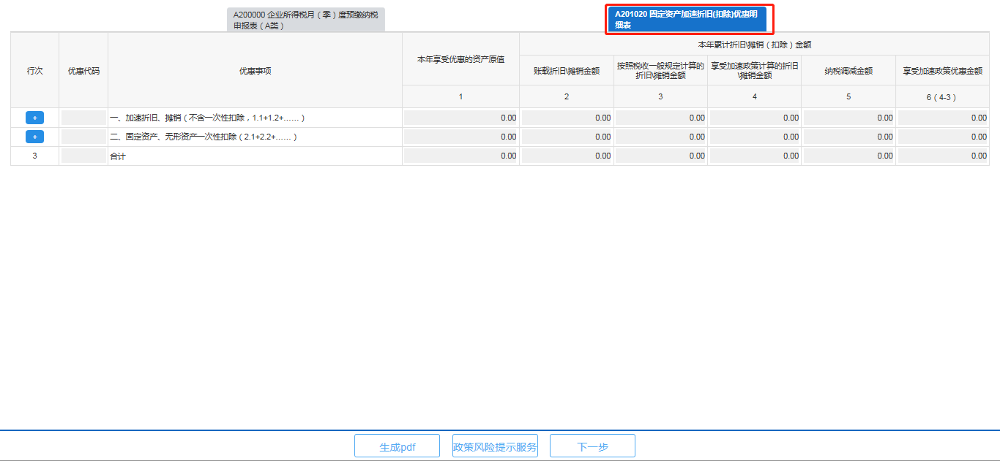 A200000 企业所得税月（季）度预缴纳税
申报表（A类）
A201020 固定资产加速折旧(扣除)优惠明
细表
行次
优惠代码
优惠事项
本年享受优惠的资产原值
本年累计折旧\摊销（扣除）金额
账载折旧\摊销金额
按照税收一般规定计算的
折旧\摊销金额
享受加速政策计算的折旧
\摊销金额
纳税调减金额
享受加速政策优惠金额
1 2 3 4 5 6（4-3）
+ 一、加速折旧、摊销（不含一次性扣除，1.1+1.2+……） 0.00 0.00 0.00 0.00 0.00 0.00
+ 二、固定资产、无形资产一次性扣除（2.1+2.2+……） 0.00 0.00 0.00 0.00 0.00 0.00
3 合计 0.00 0.00 0.00 0.00 0.00 0.00
生成pdf 政策风险提示服务 下一步